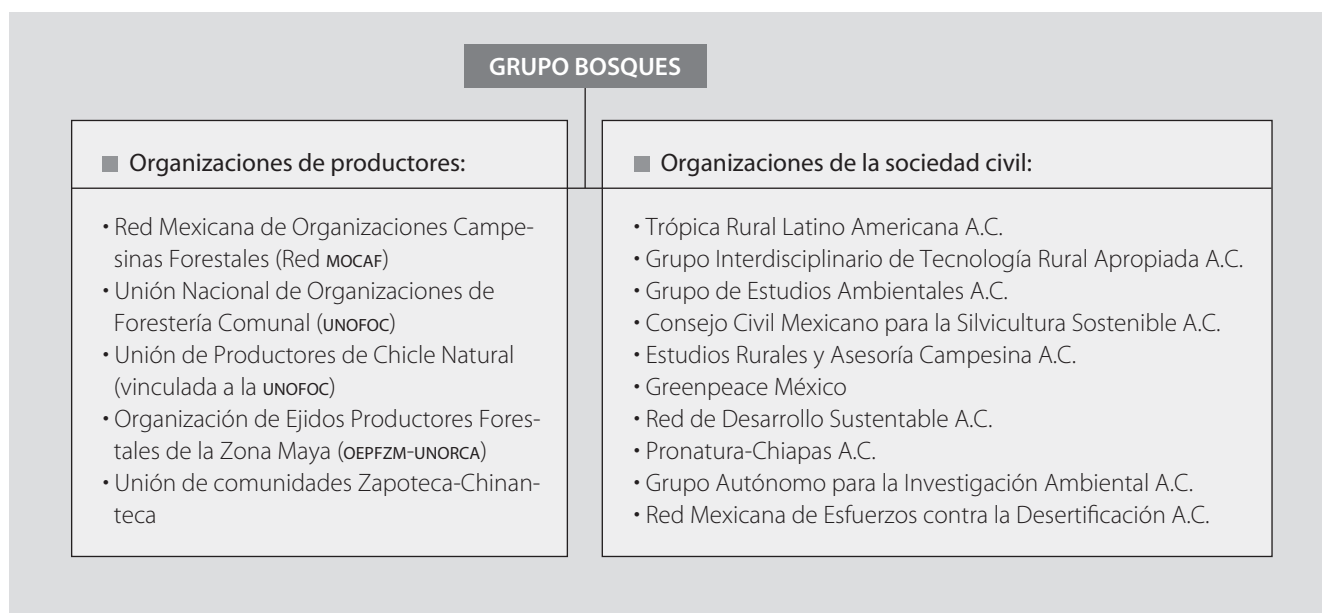 GRUPO BOSQUES
■ Organizaciones de productores:
• Red Mexicana de Organizaciones Campe-
sinas Forestales (Red MOCAF)
• Unión Nacional de Organizaciones de
Forestería Comunal (UNOFOC)
• Unión de Productores de Chicle Natural
(vinculada a la UNOFOC)
• Organización de Ejidos Productores Fores-
tales de la Zona Maya (OEPFZM-UNORCA)
• Unión de comunidades Zapoteca-Chinan-
teca
■ Organizaciones de la sociedad civil:
• Trópica Rural Latino Americana A.C.
• Grupo Interdisciplinario de Tecnología Rural Apropiada A.C.
• Grupo de Estudios Ambientales A.C.
• Consejo Civil Mexicano para la Silvicultura Sostenible A.C.
• Estudios Rurales y Asesoría Campesina A.C.
• Greenpeace México
• Red de Desarrollo Sustentable A.C.
• Pronatura-Chiapas A.C.
• Grupo Autónomo para la Investigación Ambiental A.C.
• Red Mexicana de Esfuerzos contra la Desertificación A.C.